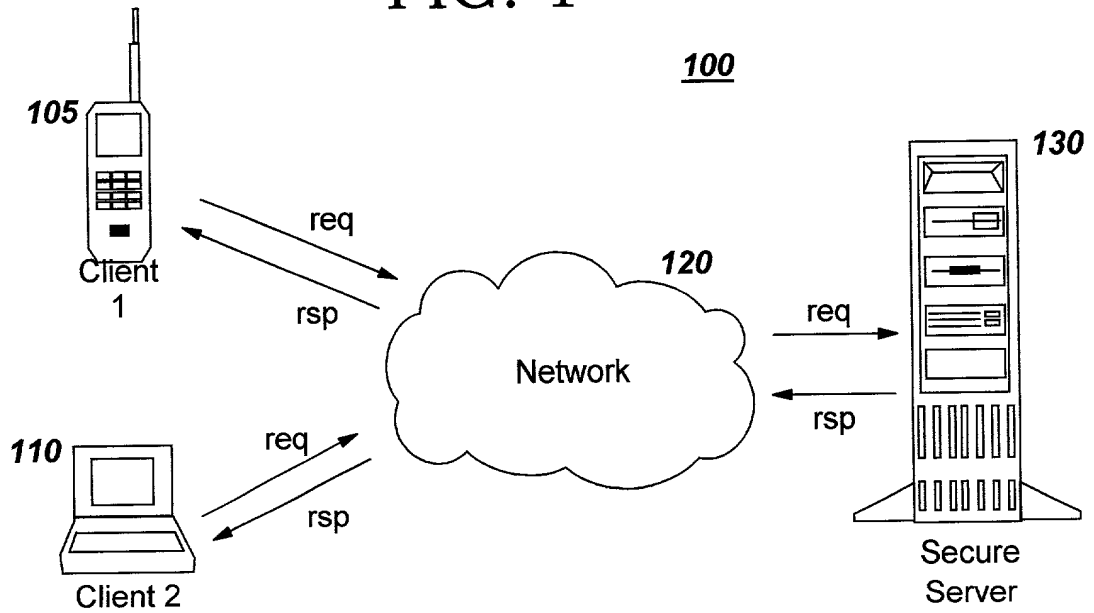 FIG. 1
100
105
130
req
Client
1
rsp
120
req
Network
rsp
110
req
rsp
Client 2
Secure
Server